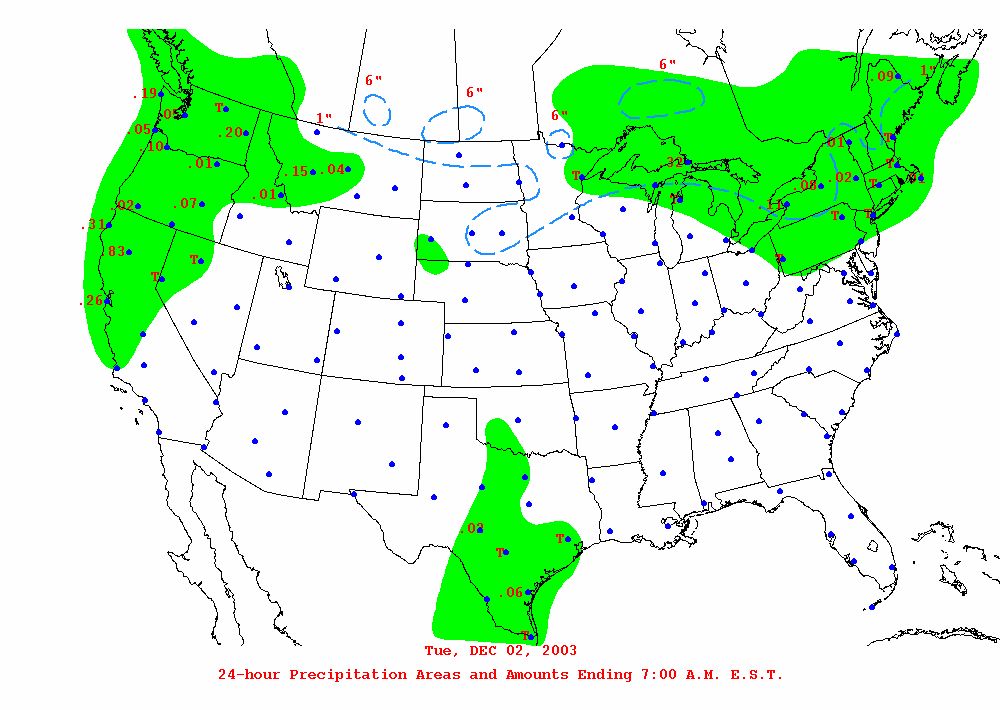 6"
6"
6"
6"
1"
1"
.09
.19
.05
T
.05
.20
.10
.01
.15
.04
.01
.02
.07
.31
83
T
T
.26
.32
T
T
.01
T
T
.02
T
.08
.11
T
T
T
.02
T
T
.06
T
Tue, DEC 02, 2003
24-hour Precipitation Areas and Amounts Ending 7:00 A.M. E.S.T.